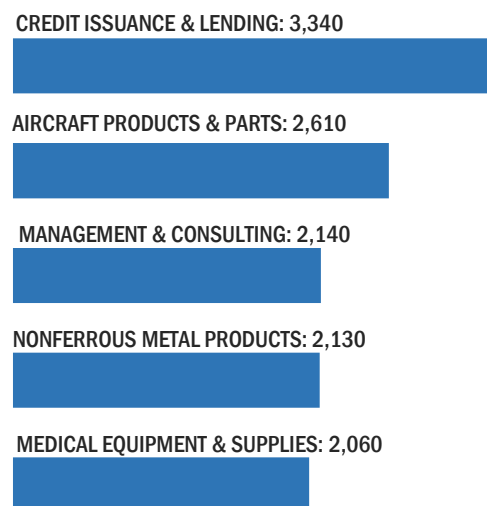 CREDIT ISSUANCE & LENDING: 3,340
AIRCRAFT PRODUCTS & PARTS: 2,610
MANAGEMENT & CONSULTING: 2,140
NONFERROUS METAL PRODUCTS: 2,130
MEDICAL EQUIPMENT & SUPPLIES: 2,060